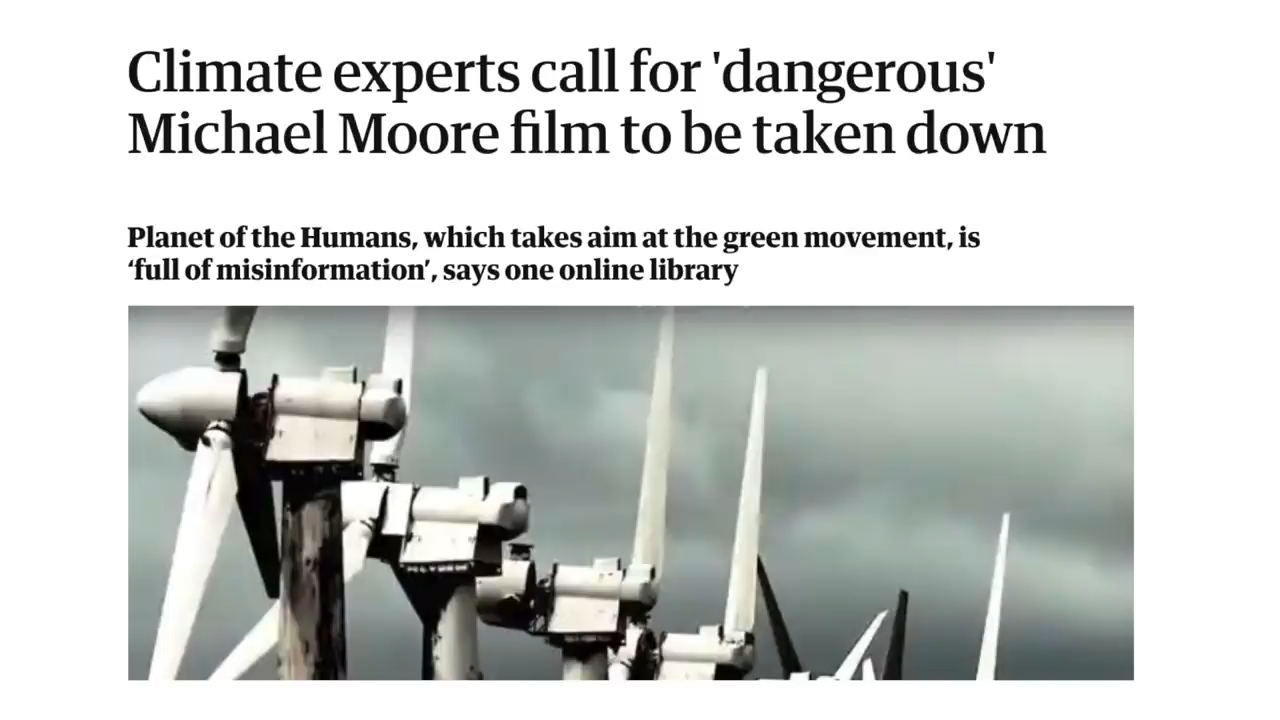 Climate experts call for 'dangerous'
Michael Moore film to be taken down
Planet of the Humans, which takes aim at the green movement, is
‘full of misinformation’, says one online library